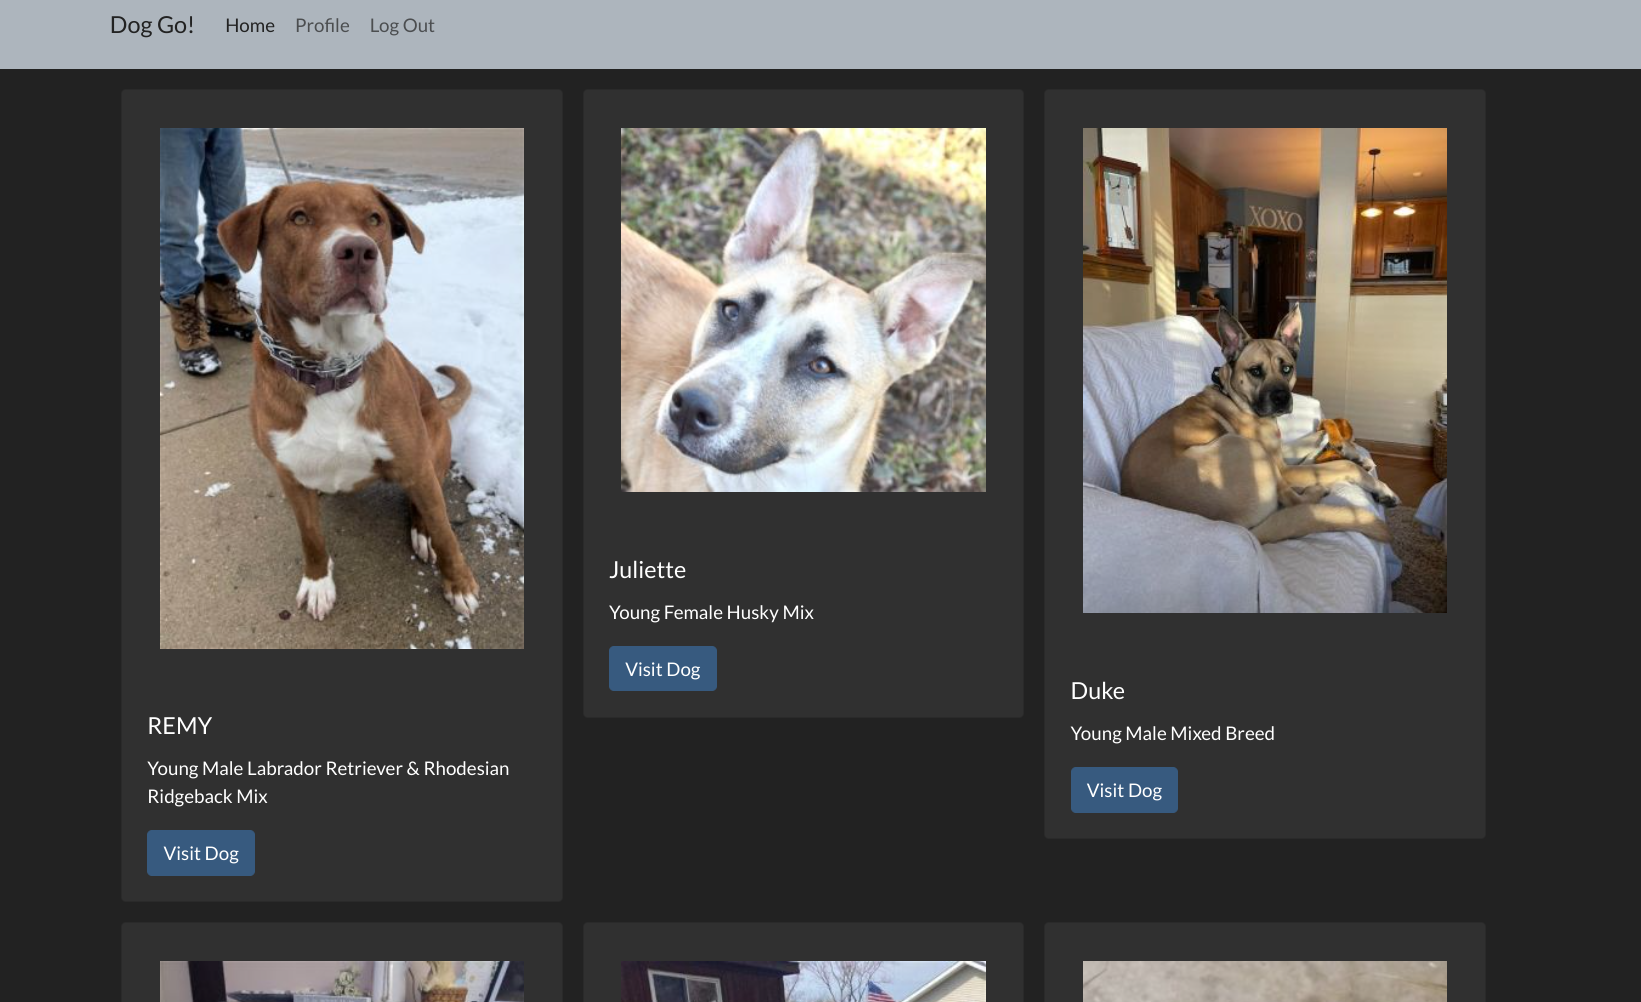 Dog Go!
Home
Profile
Log Out
XOXO
REMY
Young Male Labrador Retriever & Rhodesian
Ridgeback Mix
Visit Dog
Juliette
Young Female Husky Mix
Visit Dog
Duke
Young Male Mixed Breed
Visit Dog